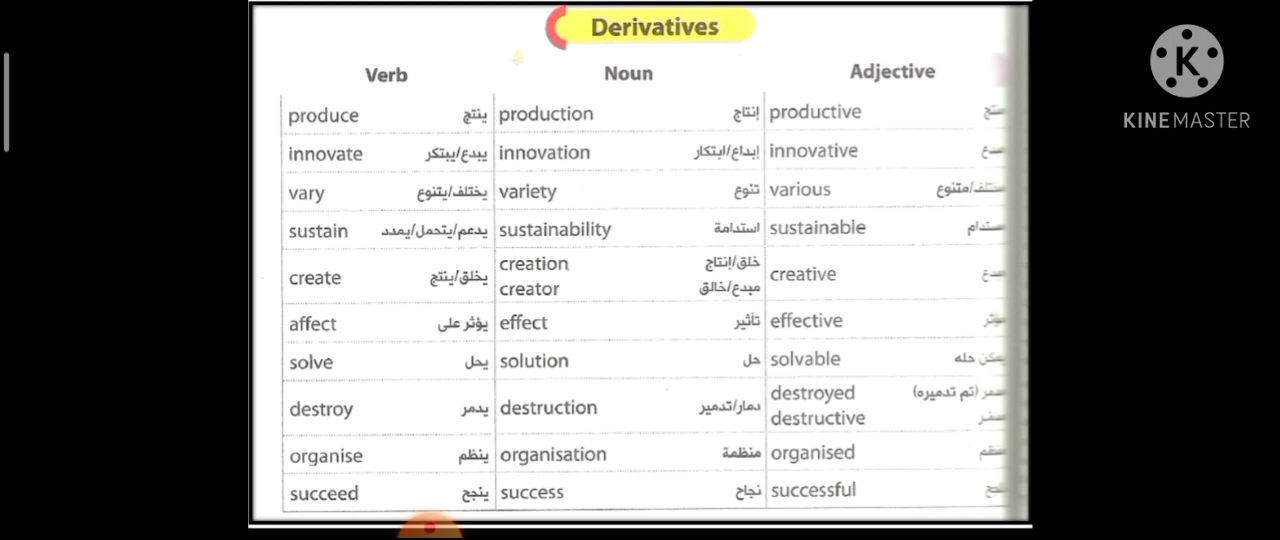 Derivatives
Verb Noun Adjective
produce ينتج production إنتاج productive
innovate يبدع/يبتكر innovation إبداع/ابتكار innovative
vary يختلف/يتنوع variety تنوع various
sustain يدعم/يتحمل/يمدد sustainability استدامة sustainable
create يخلق/ينتج creation خلق/إنتاج creative
creator مبدع/خالق
affect يؤثر على effect تأثير effective
solve يحل solution حل solvable حله
destroy يدمر destruction دمار/تدمير destroyed (تم تدميره)
destructive
organise ينظم organisation منظمة organised
succeed ينجح success نجاح successful
K
KINEMASTER